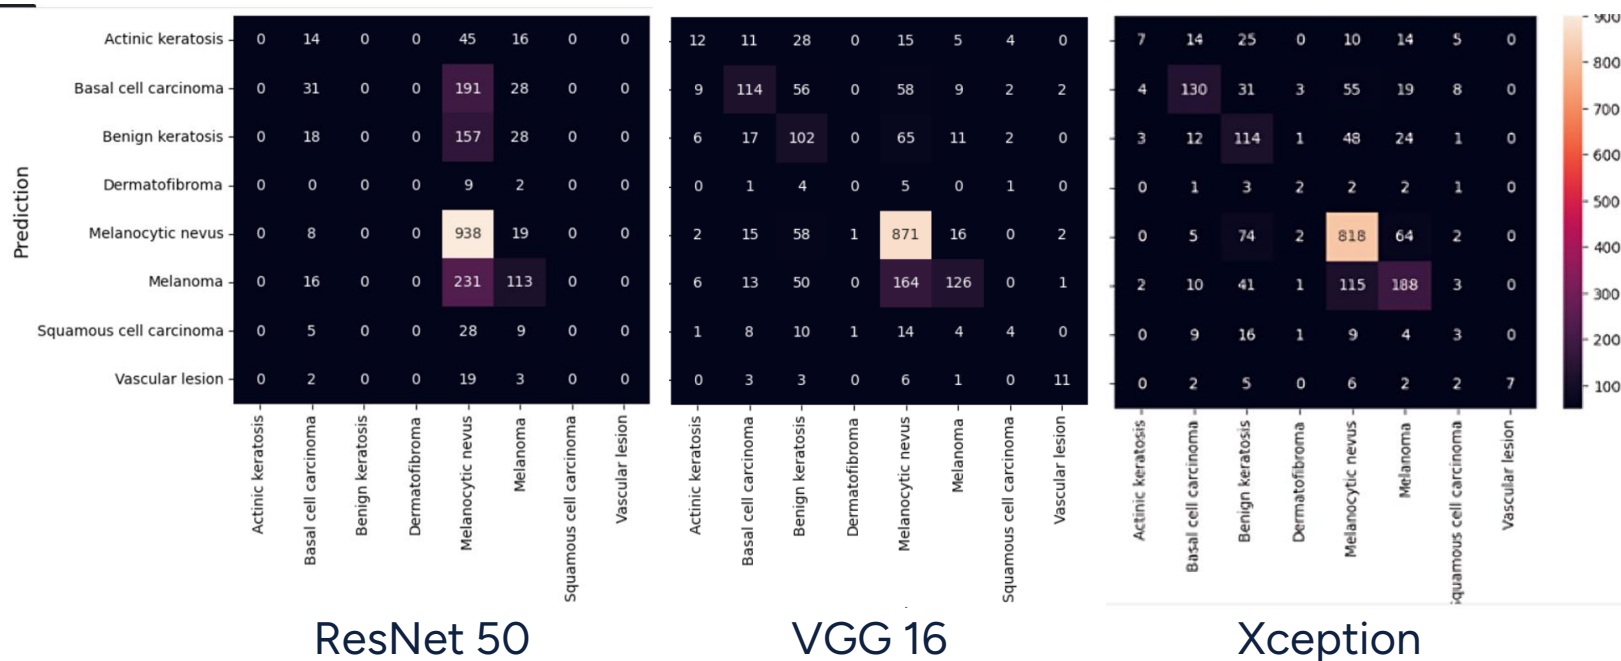 Prediction
Actinic keratosis 0 14 0 0 45 16 0 0 12 11 28 0 15 5 4 0 7 14 25 0 10 14 5 0
Basal cell carcinoma 0 31 0 0 191 28 0 0 9 114 56 0 58 9 2 2 4 130 31 3 55 19 8 0
Benign keratosis 0 18 0 0 157 28 0 0 6 17 102 0 65 11 2 0 3 12 114 1 48 24 1 0
Dermatofibroma 0 0 0 0 9 2 0 0 0 1 4 0 5 0 1 0 0 1 3 2 2 2 1 0
Melanocytic nevus 0 8 0 0 938 19 0 0 2 15 58 1 871 16 0 2 0 5 74 2 818 64 2 0
Melanoma 0 16 0 0 231 113 0 0 6 13 50 0 164 126 0 1 2 10 41 1 115 188 3 0
Squamous cell carcinoma 0 5 0 0 28 9 0 0 1 8 10 1 14 4 4 0 0 9 16 1 9 4 3 0
Vascular lesion 0 2 0 0 19 3 0 0 0 3 3 0 6 1 0 11 0 2 5 0 6 2 2 7
900
800
700
600
500
400
300
200
100
Actinic keratosis
Basal cell carcinoma
Benign keratosis
Dermatofibroma
Melanocytic nevus
Melanoma
Squamous cell carcinoma
Vascular lesion
Actinic keratosis
Basal cell carcinoma
Benign keratosis
Dermatofibroma
Melanocytic nevus
Melanoma
Squamous cell carcinoma
Vascular lesion
Actinic keratosis
Basal cell carcinoma
Benign keratosis
Dermatofibroma
Melanocytic nevus
Melanoma
Squamous cell carcinoma
Vascular lesion
ResNet 50
VGG 16
Xception